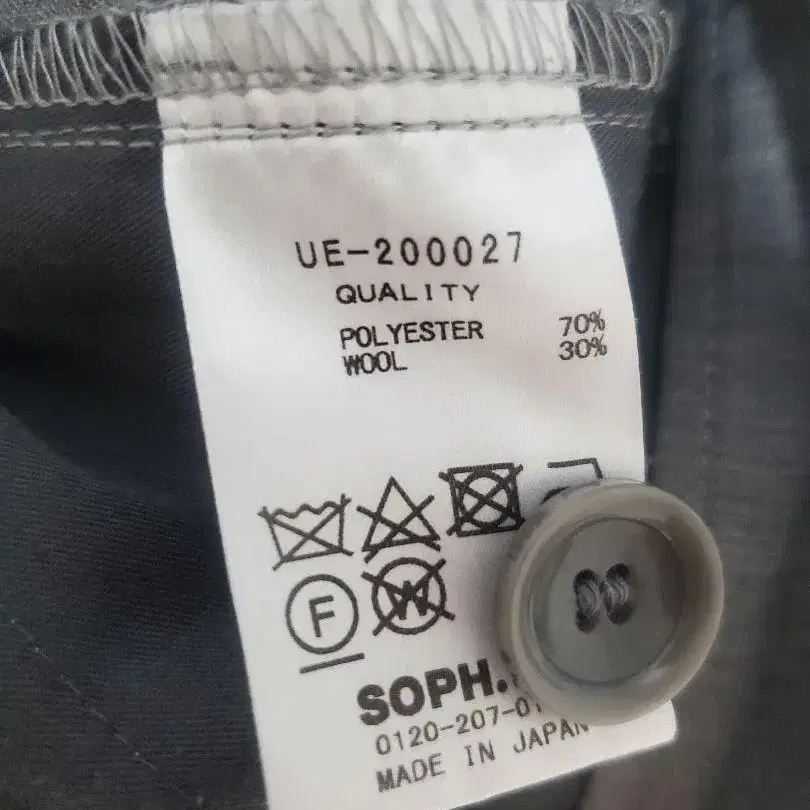 UE-200027
QUALITY
POLYESTER 70%
WOOL 30%
F W
SOPH.
0120-207-0
MADE IN JAPAN